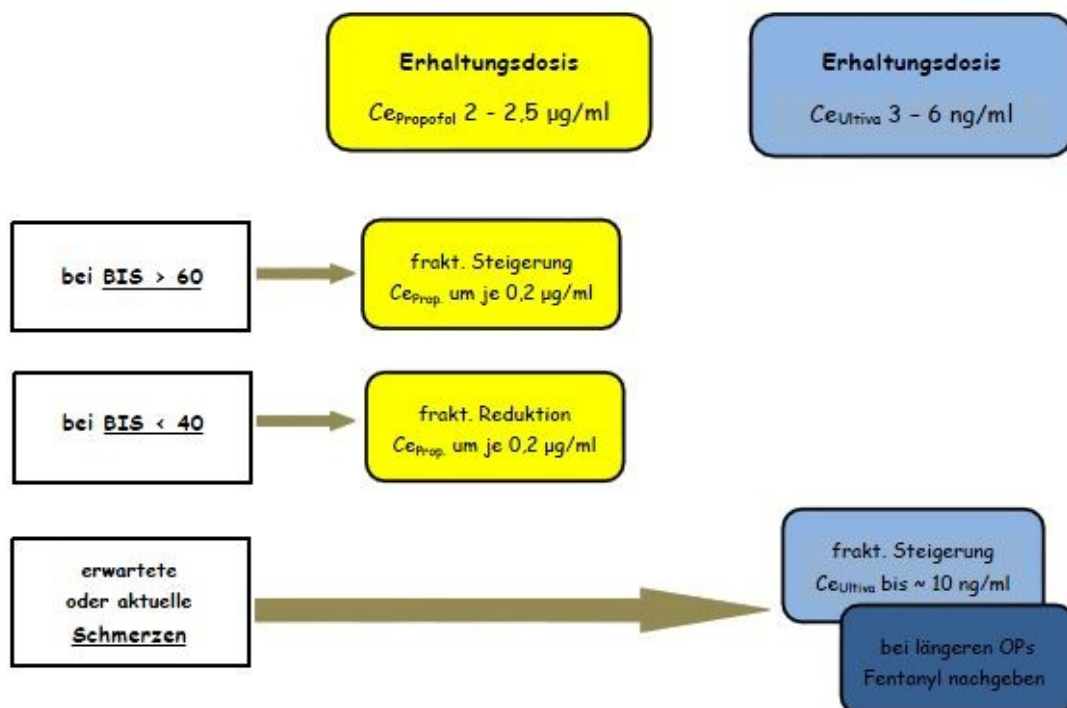 Erhaltungsdosis
CePropofol 2 - 2,5 µg/ml
Erhaltungsdosis
CeUltiva 3 – 6 ng/ml
bei BIS > 60
frakt. Steigerung
CeProp. um je 0,2 µg/ml
bei BIS < 40
frakt. Reduktion
CeProp. um je 0,2 µg/ml
erwartete
oder aktuelle
Schmerzen
frakt. Steigerung
CeUltiva bis ~ 10 ng/ml
bei längeren OPs
Fentanyl nachgeben